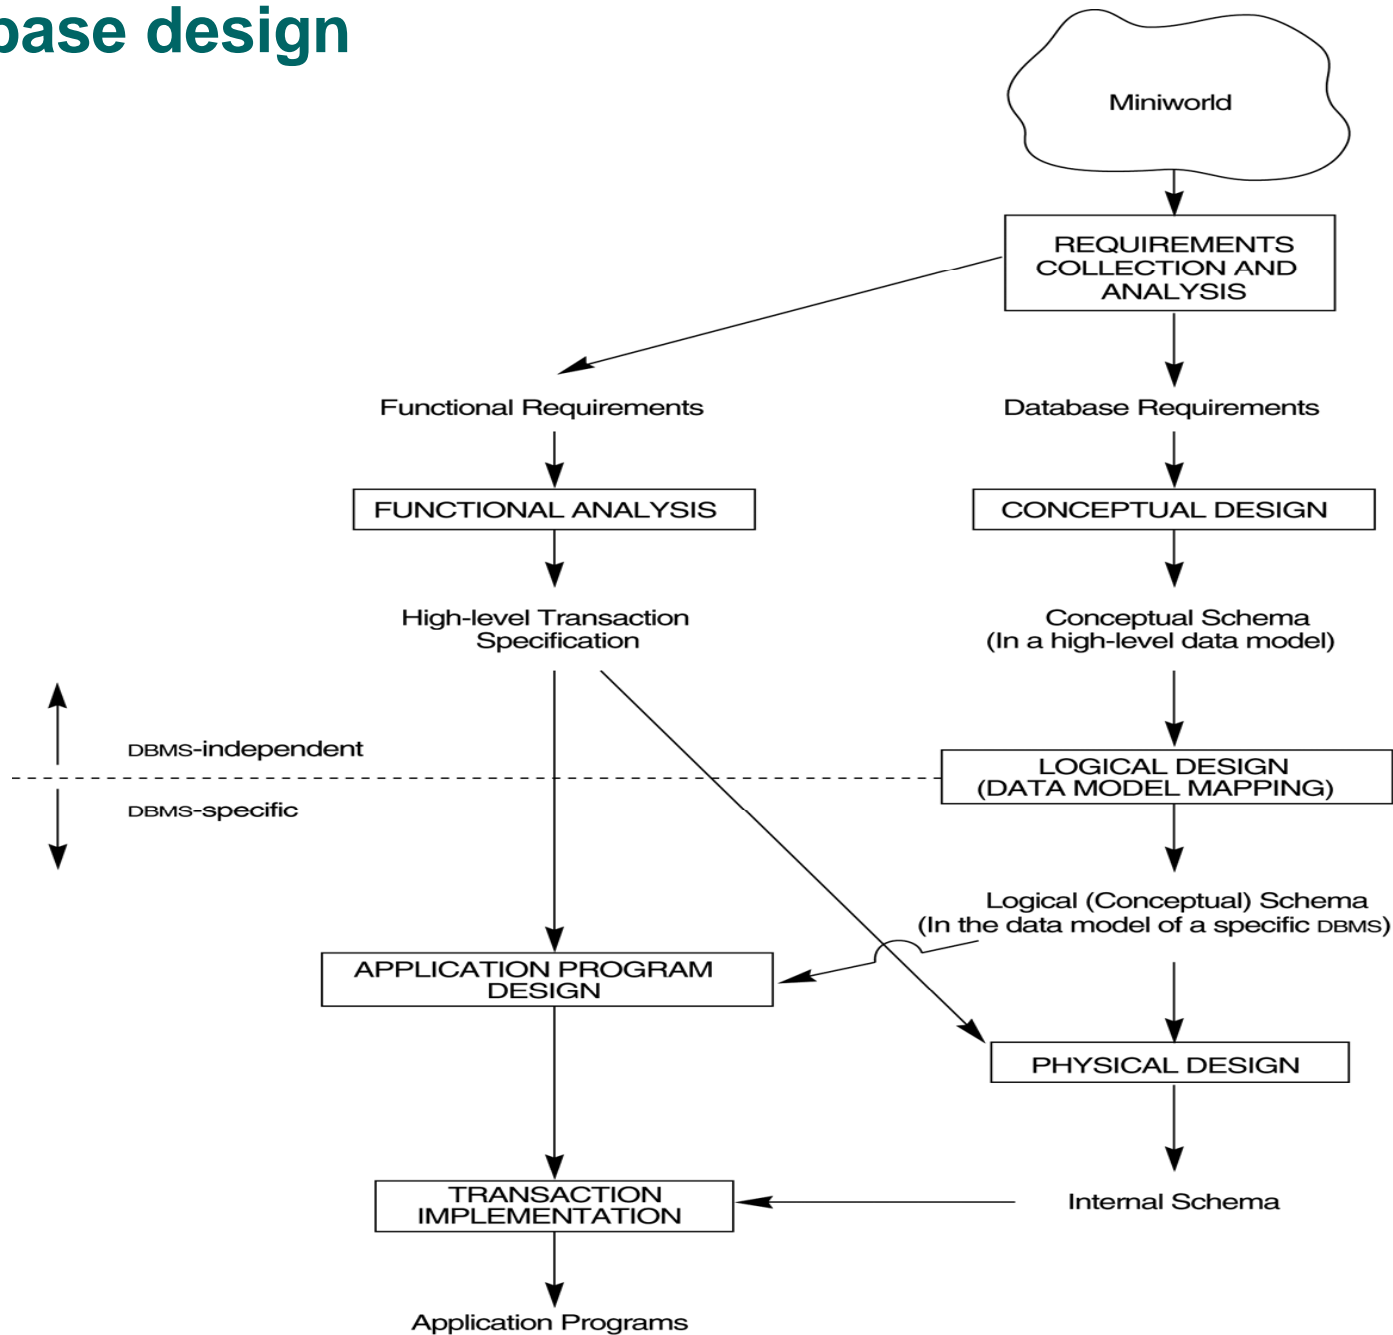 base design
Miniworld
REQUIREMENTS
COLLECTION AND
ANALYSIS
Functional Requirements
Database Requirements
FUNCTIONAL ANALYSIS
CONCEPTUAL DESIGN
High-level Transaction
Specification
Conceptual Schema
(In a high-level data model)
DBMS-independent
LOGICAL DESIGN
(DATA MODEL MAPPING)
DBMS-specific
Logical (Conceptual) Schema
(In the data model of a specific DBMS)
APPLICATION PROGRAM
DESIGN
PHYSICAL DESIGN
TRANSACTION
IMPLEMENTATION
Internal Schema
Application Programs